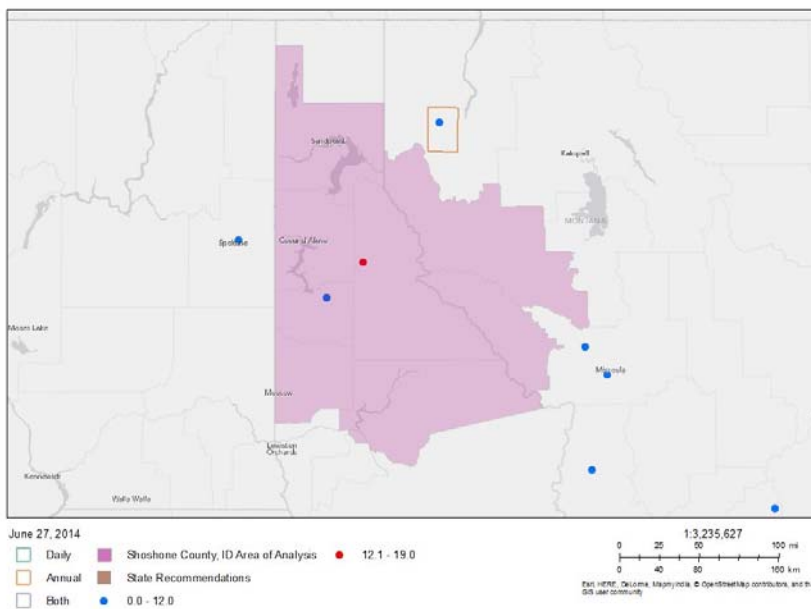 Sandpoint
Kalispell
MONTANA
Spokane
Coeur d'Alene
Moses Lake
Missoula
Moscow
Lewiston
Orchards
Kennewick
Walla Walla
June 27, 2014
1:3,235,627
Daily
Shoshone County, ID Area of Analysis
12.1 - 19.0
0 25 50 100 mi
Annual
State Recommendations
0 40 80 160 km
Both
0.0 - 12.0
Esri, HERE, DeLorme, MapmyIndia, © OpenStreetMap contributors, and the
GIS user community